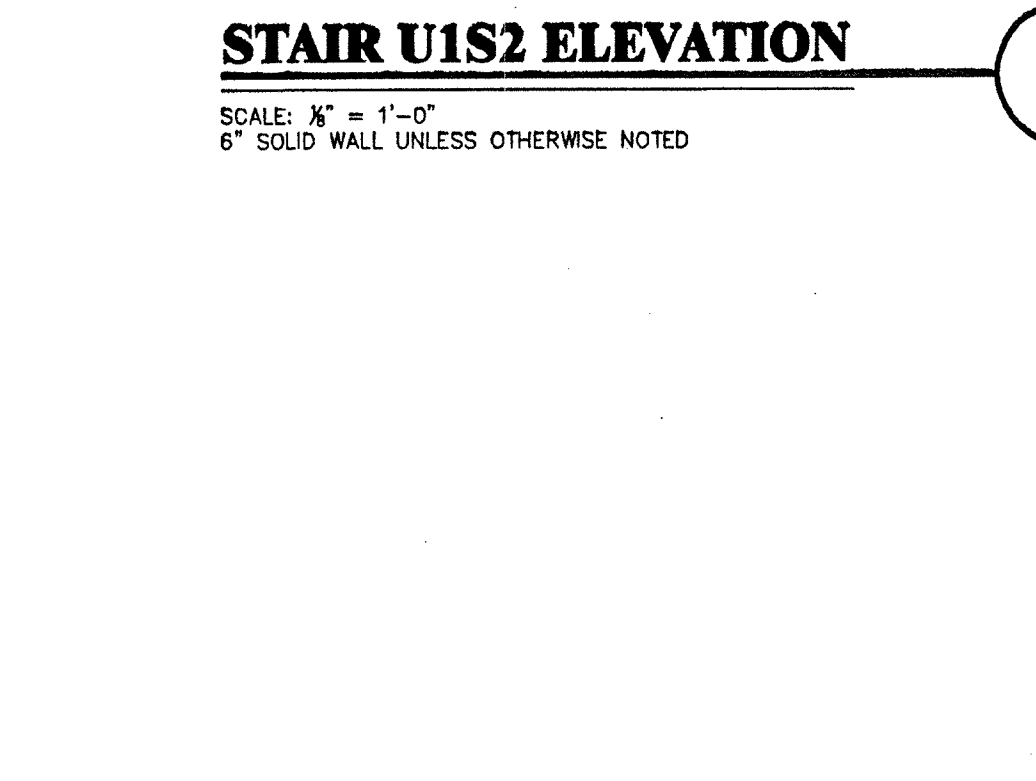 STAIR U1S2 ELEVATION
SCALE: ⅛" = 1'-0"
6" SOLID WALL UNLESS OTHERWISE NOTED